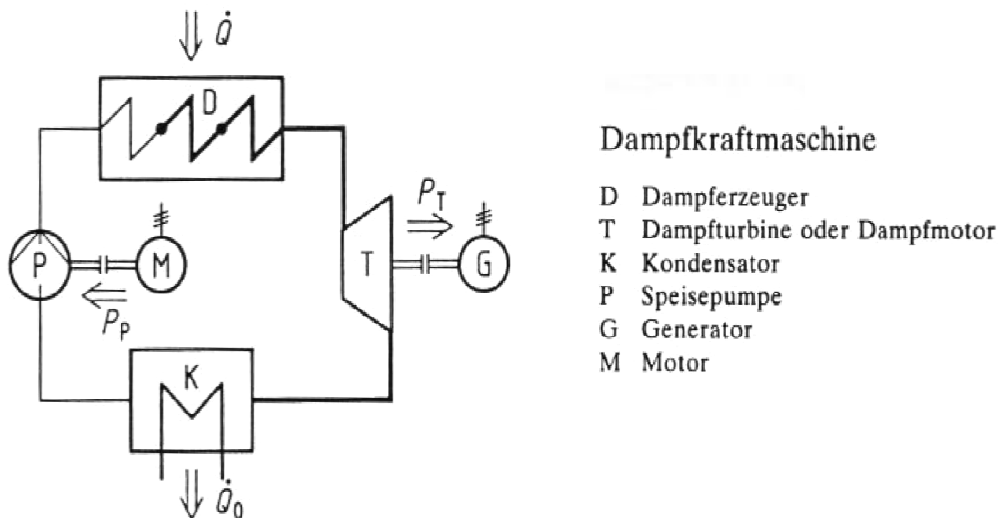 Q̇
D
P_T
P
M
T
G
P_P
K
Q̇_0
Dampfkraftmaschine
D Dampferzeuger
T Dampfturbine oder Dampfmotor
K Kondensator
P Speisepumpe
G Generator
M Motor